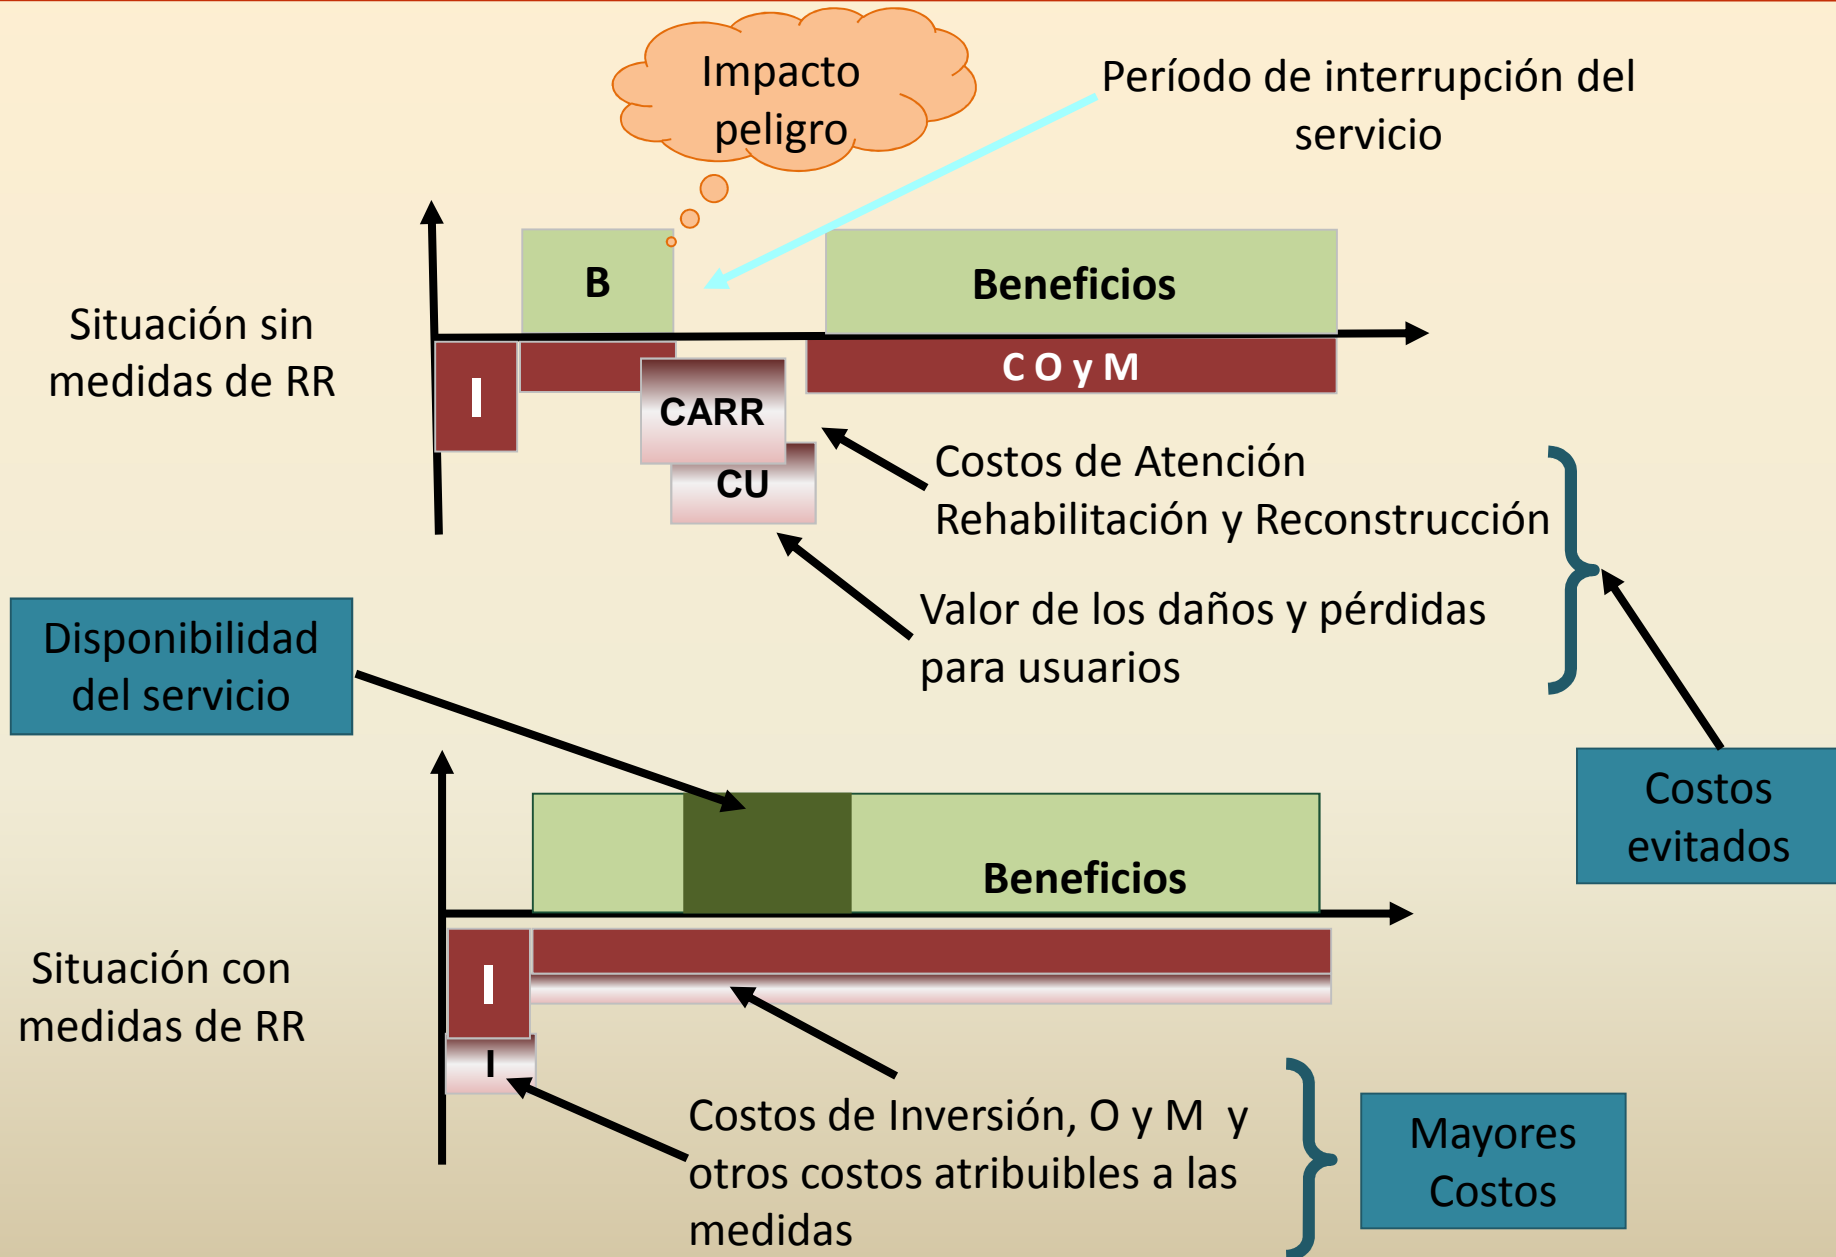 Impacto
peligro
Período de interrupción del
servicio
B
Beneficios
Situación sin
medidas de RR
I
C O y M
CARR
CU
Costos de Atención
Rehabilitación y Reconstrucción
Valor de los daños y pérdidas
para usuarios
Disponibilidad
del servicio
Costos
evitados
Beneficios
Situación con
medidas de RR
I
I
Costos de Inversión, O y M y
otros costos atribuibles a las
medidas
Mayores
Costos